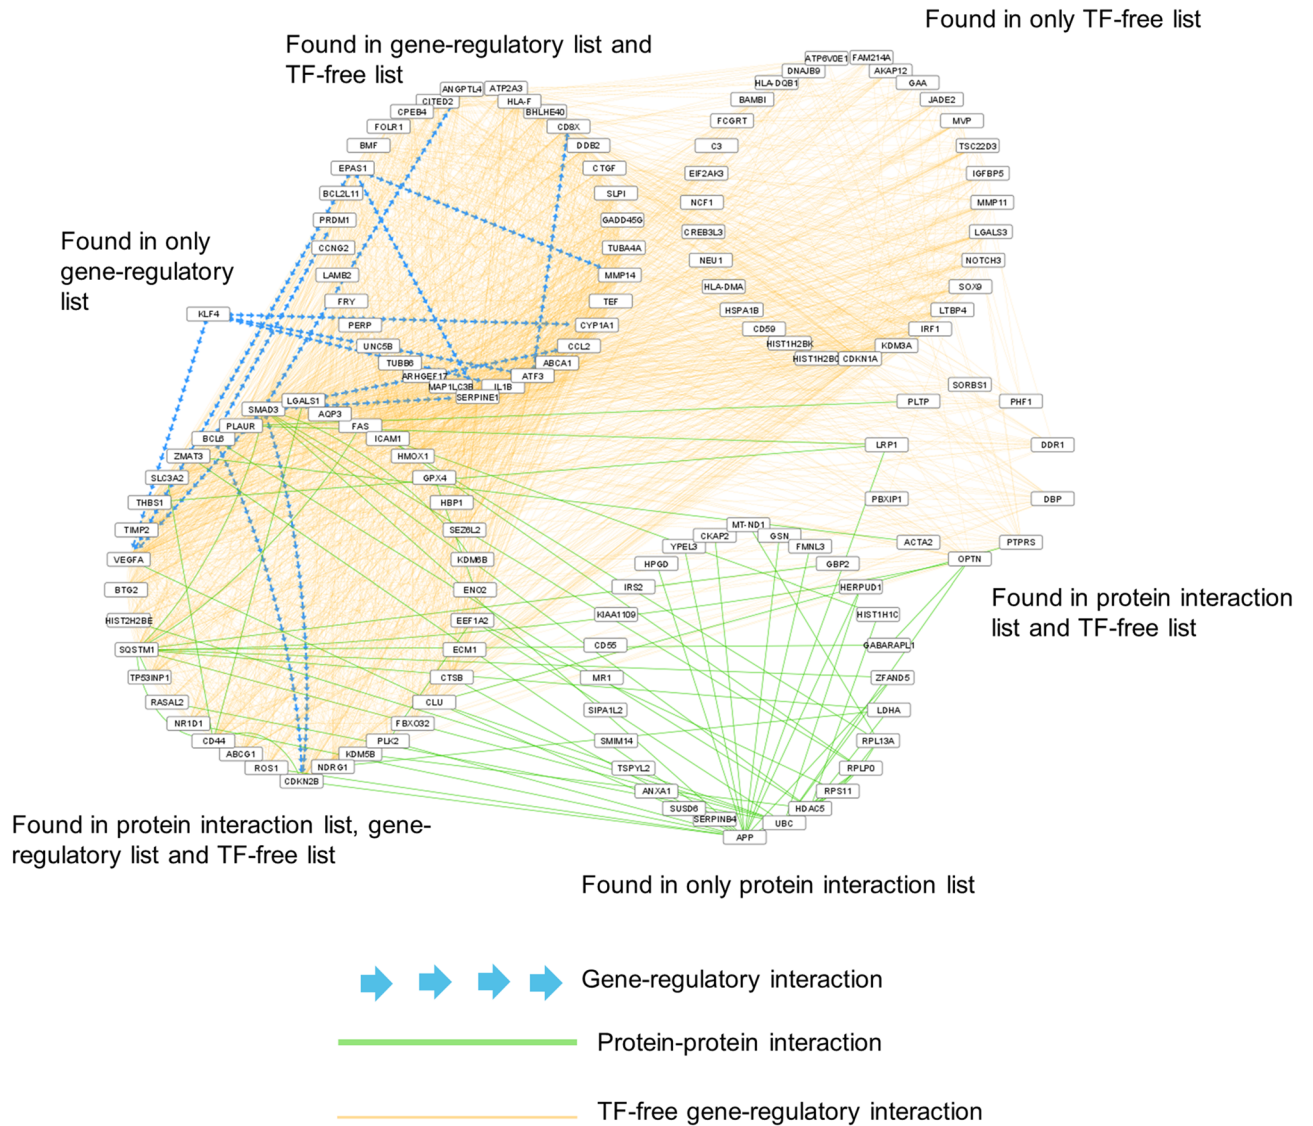 Found in only TF-free list
Found in gene-regulatory list and
TF-free list
ANGPTL4
ATP2A3
CITED2
HLA-F
CPEB4
BHLHE40
FOLR1
CD8X
BMF
DDB2
EPAS1
CTGF
BCL2L11
SLPI
PRDM1
GADD45G
CCNG2
TUBA4A
LAMB2
MMP14
FRY
TEF
PERP
CYP1A1
UNC5B
CCL2
TUBB6
ABCA1
ARHGEF17
ATF3
MAP1LC3B
IL1B
SERPINE1
ATP6V0E1
FAM214A
DNAJB9
AKAP12
HLA-DQB1
GAA
BAMBI
JADE2
FCGRT
MVP
C3
TSC22D3
EIF2AK3
IGFBP5
NCF1
MMP11
CREB3L3
LGALS3
NEU1
NOTCH3
HLA-DMA
SOX9
HSPA1B
LTBP4
CD59
IRF1
HIST1H2BK
KDM3A
HIST1H2BC
CDKN1A
Found in only
gene-regulatory
list
KLF4
LGALS1
SMAD3
AQP3
PLAUR
FAS
BCL6
ICAM1
ZMAT3
HMOX1
SLC3A2
GPX4
THBS1
HBP1
TIMP2
SEZ6L2
VEGFA
KDM6B
BTG2
ENO2
HIST2H2BE
EEF1A2
SQSTM1
ECM1
TP53INP1
CTSB
RASAL2
CLU
NR1D1
FBXO32
CD44
PLK2
ABCG1
KDM5B
ROS1
NDRG1
CDKN2B
SORBS1
PLTP
PHF1
LRP1
DDR1
PBXIP1
DBP
ACTA2
PTPRS
OPTN
Found in protein interaction
list and TF-free list
MT-ND1
CKAP2
GSN
YPEL3
FMNL3
HPGD
GBP2
IRS2
HERPUD1
KIAA1109
HIST1H1C
CD55
GABARAPL1
MR1
ZFAND5
SIPA1L2
LDHA
SMIM14
RPL13A
TSPYL2
RPLP0
ANXA1
RPS11
SUSD6
HDAC5
SERPINB4
UBC
APP
Found in protein interaction list, gene-
regulatory list and TF-free list
Found in only protein interaction list
Gene-regulatory interaction
Protein-protein interaction
TF-free gene-regulatory interaction